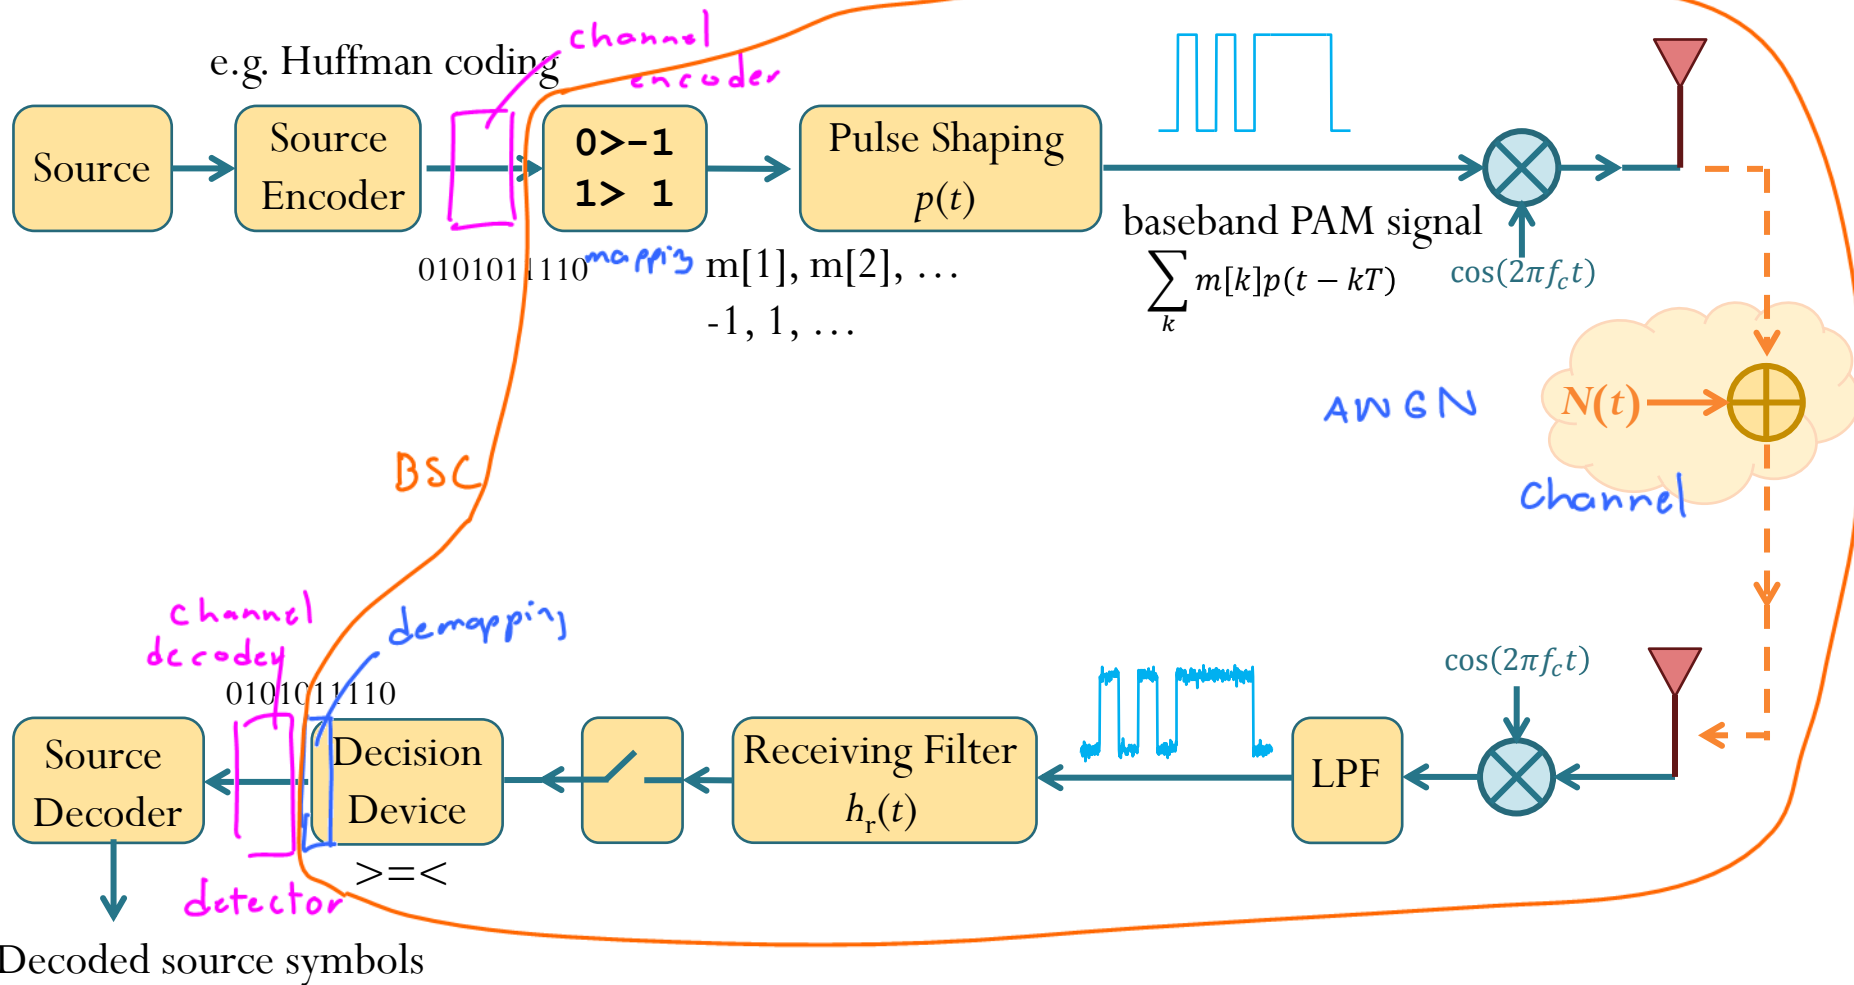 e.g. Huffman coding
channel
encoder
Source
Source
Encoder
0>-1
1> 1
Pulse Shaping
p(t)
0101011110
mapping
m[1], m[2], …
-1, 1, …
baseband PAM signal
∑ m[k]p(t − kT)
k
cos(2πf_c t)
AWGN
N(t)
Channel
BSC
channel
decoder
demapping
0101011110
Source
Decoder
Decision
Device
>=<
detector
Receiving Filter
h_r(t)
LPF
cos(2πf_c t)
Decoded source symbols